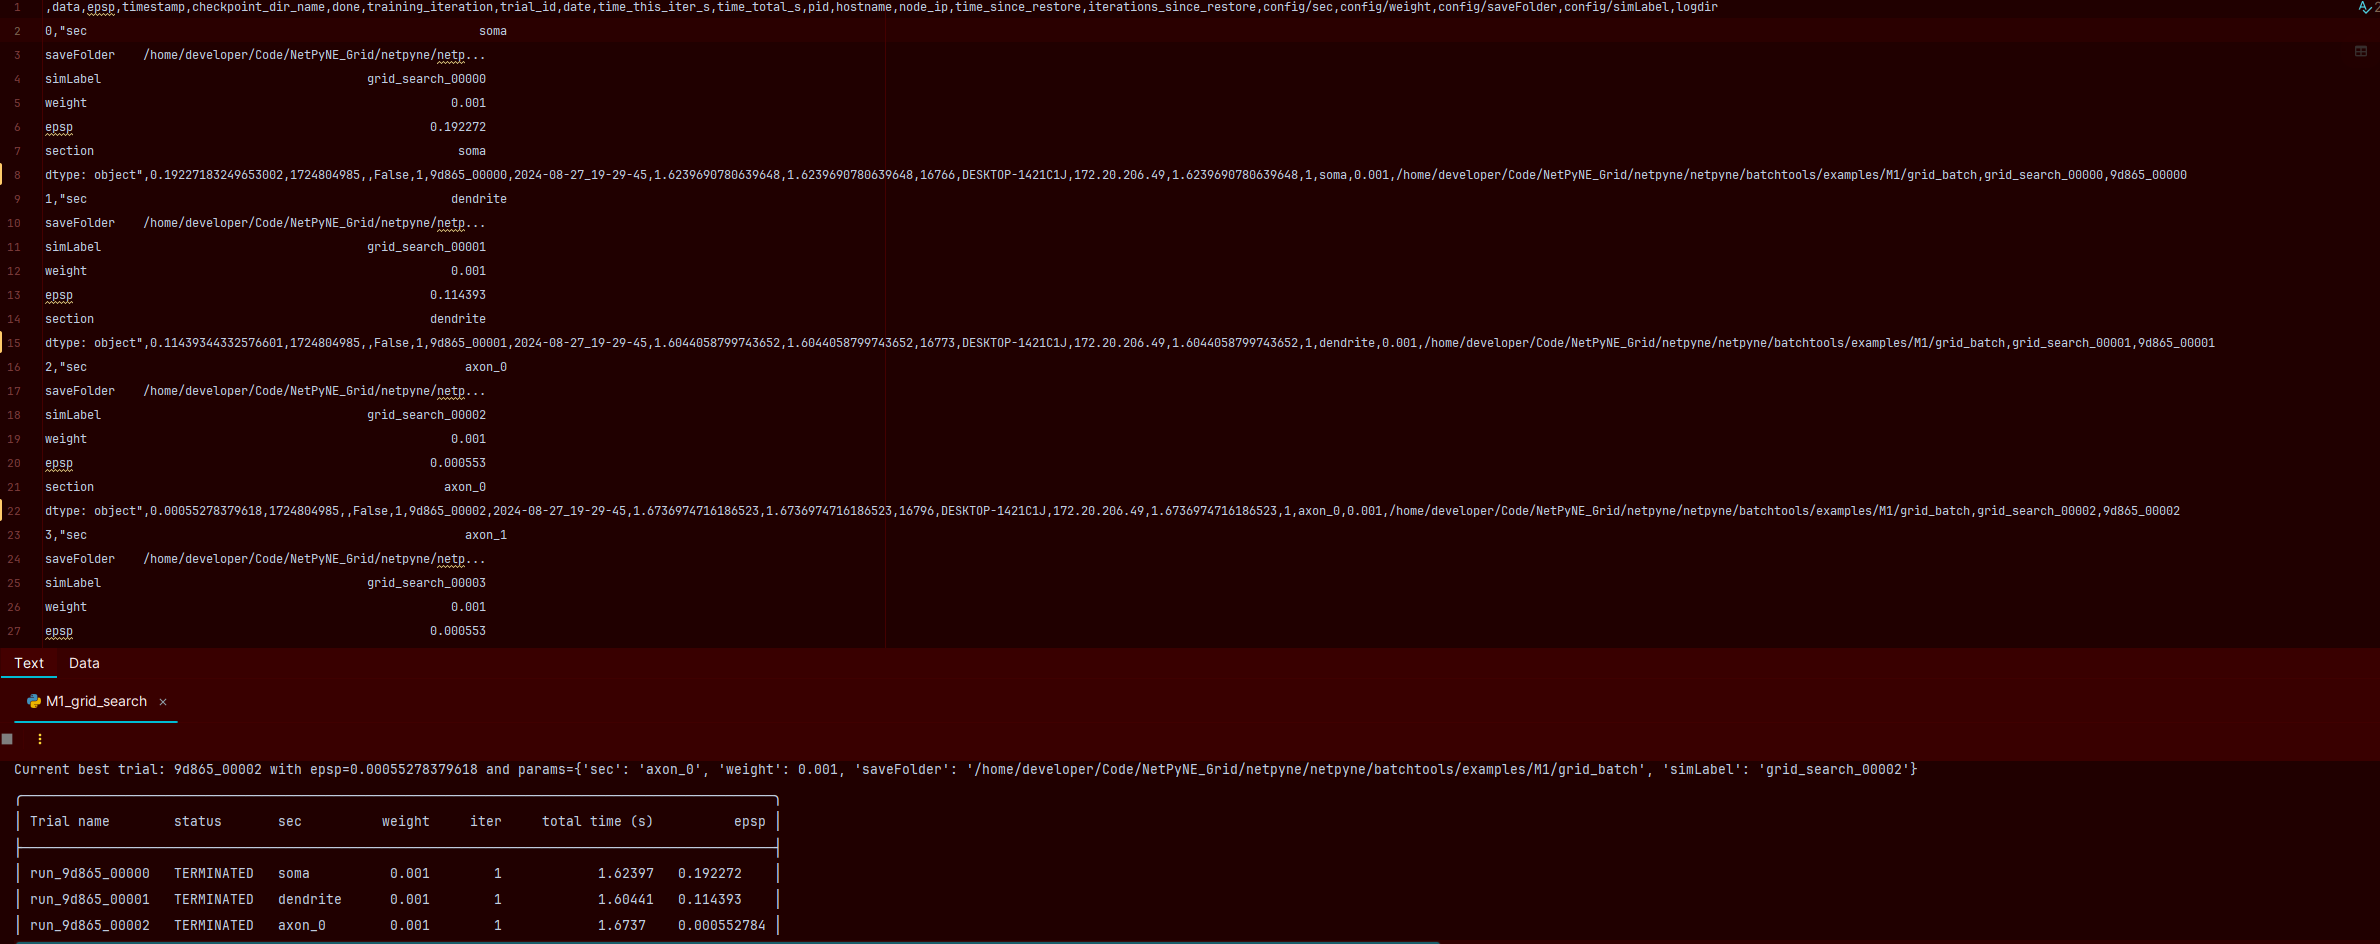 1 ,data,epsp,timestamp,checkpoint_dir_name,done,training_iteration,trial_id,date,time_this_iter_s,time_total_s,pid,hostname,node_ip,time_since_restore,iterations_since_restore,config/sec,config/weight,config/saveFolder,config/simLabel,logdir
2 0,"sec soma
3 saveFolder /home/developer/Code/NetPyNE_Grid/netpyne/netp...
4 simLabel grid_search_00000
5 weight 0.001
6 epsp 0.192272
7 section soma
8 dtype: object",0.19227183249653002,1724804985,,False,1,9d865_00000,2024-08-27_19-29-45,1.6239690780639648,1.6239690780639648,16766,DESKTOP-1421C1J,172.20.206.49,1.6239690780639648,1,soma,0.001,/home/developer/Code/NetPyNE_Grid/netpyne/netpyne/batchtools/examples/M1/grid_batch,grid_search_00000,9d865_00000
9 1,"sec dendrite
10 saveFolder /home/developer/Code/NetPyNE_Grid/netpyne/netp...
11 simLabel grid_search_00001
12 weight 0.001
13 epsp 0.114393
14 section dendrite
15 dtype: object",0.11439344332576601,1724804985,,False,1,9d865_00001,2024-08-27_19-29-45,1.6044058799743652,1.6044058799743652,16773,DESKTOP-1421C1J,172.20.206.49,1.6044058799743652,1,dendrite,0.001,/home/developer/Code/NetPyNE_Grid/netpyne/netpyne/batchtools/examples/M1/grid_batch,grid_search_00001,9d865_00001
16 2,"sec axon_0
17 saveFolder /home/developer/Code/NetPyNE_Grid/netpyne/netp...
18 simLabel grid_search_00002
19 weight 0.001
20 epsp 0.000553
21 section axon_0
22 dtype: object",0.00055278379618,1724804985,,False,1,9d865_00002,2024-08-27_19-29-45,1.6736974716186523,1.6736974716186523,16796,DESKTOP-1421C1J,172.20.206.49,1.6736974716186523,1,axon_0,0.001,/home/developer/Code/NetPyNE_Grid/netpyne/netpyne/batchtools/examples/M1/grid_batch,grid_search_00002,9d865_00002
23 3,"sec axon_1
24 saveFolder /home/developer/Code/NetPyNE_Grid/netpyne/netp...
25 simLabel grid_search_00003
26 weight 0.001
27 epsp 0.000553
Text Data
M1_grid_search ×
Current best trial: 9d865_00002 with epsp=0.00055278379618 and params={'sec': 'axon_0', 'weight': 0.001, 'saveFolder': '/home/developer/Code/NetPyNE_Grid/netpyne/netpyne/batchtools/examples/M1/grid_batch', 'simLabel': 'grid_search_00002'}
Trial name status sec weight iter total time (s) epsp
run_9d865_00000 TERMINATED soma 0.001 1 1.62397 0.192272
run_9d865_00001 TERMINATED dendrite 0.001 1 1.60441 0.114393
run_9d865_00002 TERMINATED axon_0 0.001 1 1.6737 0.000552784